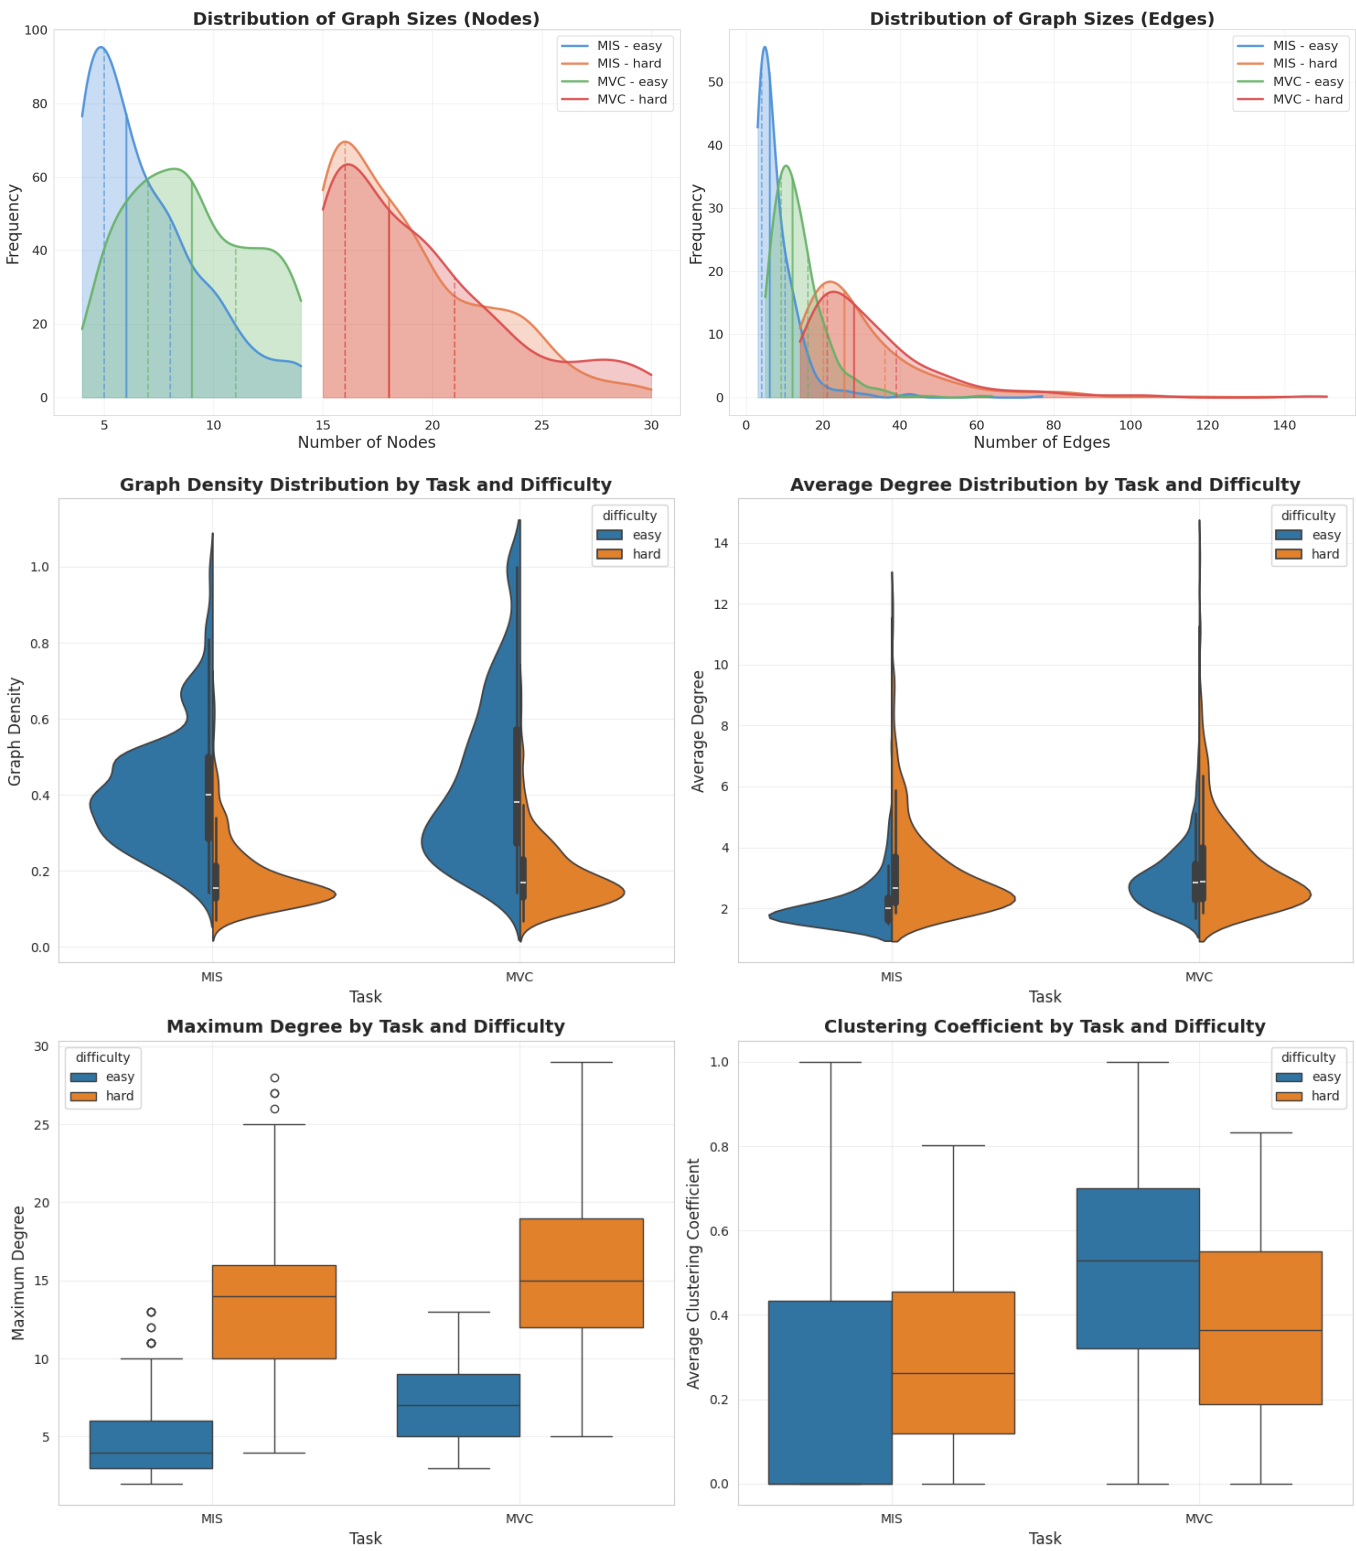 Distribution of Graph Sizes (Nodes)
Frequency
100
80
60
40
20
0
MIS - easy
MIS - hard
MVC - easy
MVC - hard
5 10 15 20 25 30
Number of Nodes
Distribution of Graph Sizes (Edges)
Frequency
50
40
30
20
10
0
MIS - easy
MIS - hard
MVC - easy
MVC - hard
0 20 40 60 80 100 120 140
Number of Edges
Graph Density Distribution by Task and Difficulty
Graph Density
1.0
0.8
0.6
0.4
0.2
0.0
difficulty
easy
hard
MIS MVC
Task
Average Degree Distribution by Task and Difficulty
Average Degree
14
12
10
8
6
4
2
difficulty
easy
hard
MIS MVC
Task
Maximum Degree by Task and Difficulty
Maximum Degree
30
25
20
15
10
5
difficulty
easy
hard
MIS MVC
Task
Clustering Coefficient by Task and Difficulty
Average Clustering Coefficient
1.0
0.8
0.6
0.4
0.2
0.0
difficulty
easy
hard
MIS MVC
Task